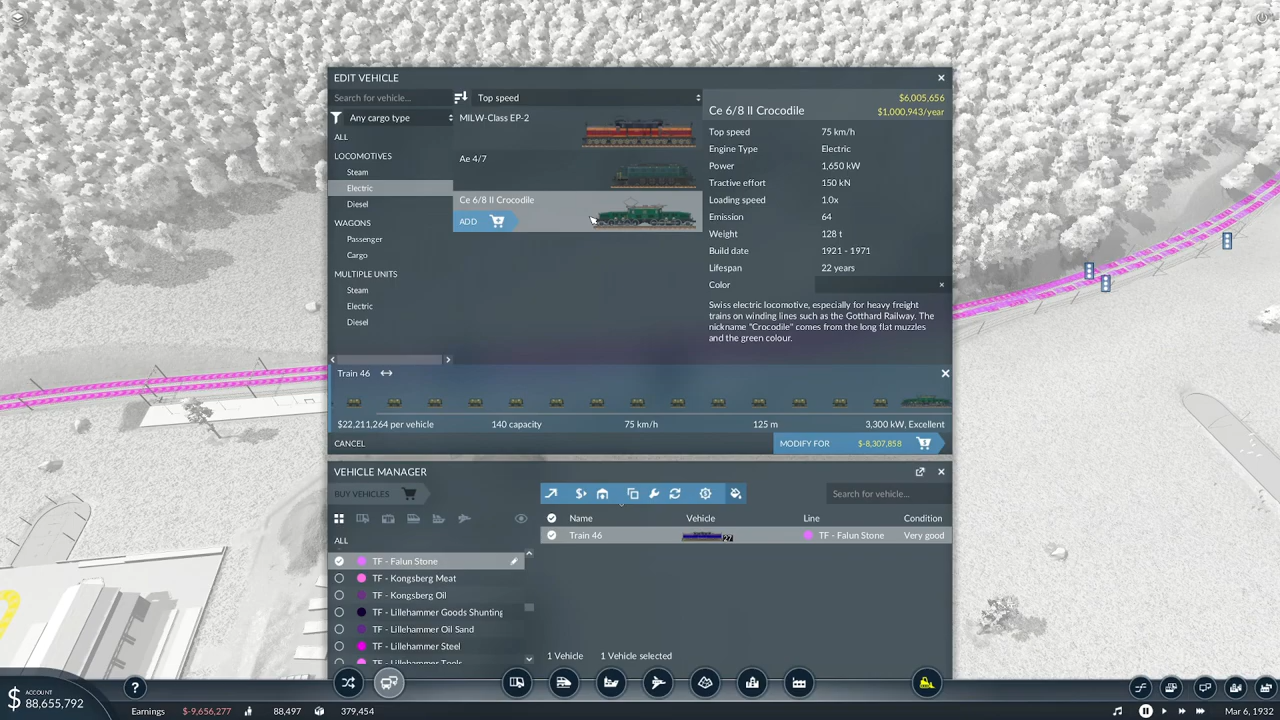 EDIT VEHICLE
Search for vehicle...
Top speed
Any cargo type
ALL
LOCOMOTIVES
Steam
Electric
Diesel
WAGONS
Passenger
Cargo
MULTIPLE UNITS
Steam
Electric
Diesel
MILW-Class EP-2
Ae 4/7
Ce 6/8 II Crocodile
ADD
$6,005,656
Ce 6/8 II Crocodile
$1,000,943/year
Top speed 75 km/h
Engine Type Electric
Power 1,650 kW
Tractive effort 150 kN
Loading speed 1.0x
Emission 64
Weight 128 t
Build date 1921 - 1971
Lifespan 22 years
Color
Swiss electric locomotive, especially for heavy freight
trains on winding lines such as the Gotthard Railway. The
nickname "Crocodile" comes from the long flat muzzles
and the green colour.
Train 46
$22,211,264 per vehicle 140 capacity 75 km/h 125 m 3,300 kW, Excellent
CANCEL
MODIFY FOR $-8,307,858
VEHICLE MANAGER
BUY VEHICLES
Search for vehicle...
ALL
TF - Falun Stone
TF - Kongsberg Meat
TF - Kongsberg Oil
TF - Lillehammer Goods Shunting
TF - Lillehammer Oil Sand
TF - Lillehammer Steel
TF - Lillehammer Tools
Name Vehicle Line Condition
Train 46 27 TF - Falun Stone Very good
1 Vehicle 1 Vehicle selected
$ ACCOUNT
88,655,792
?
Earnings $-9,656,277 88,497 379,454
Mar 6, 1932